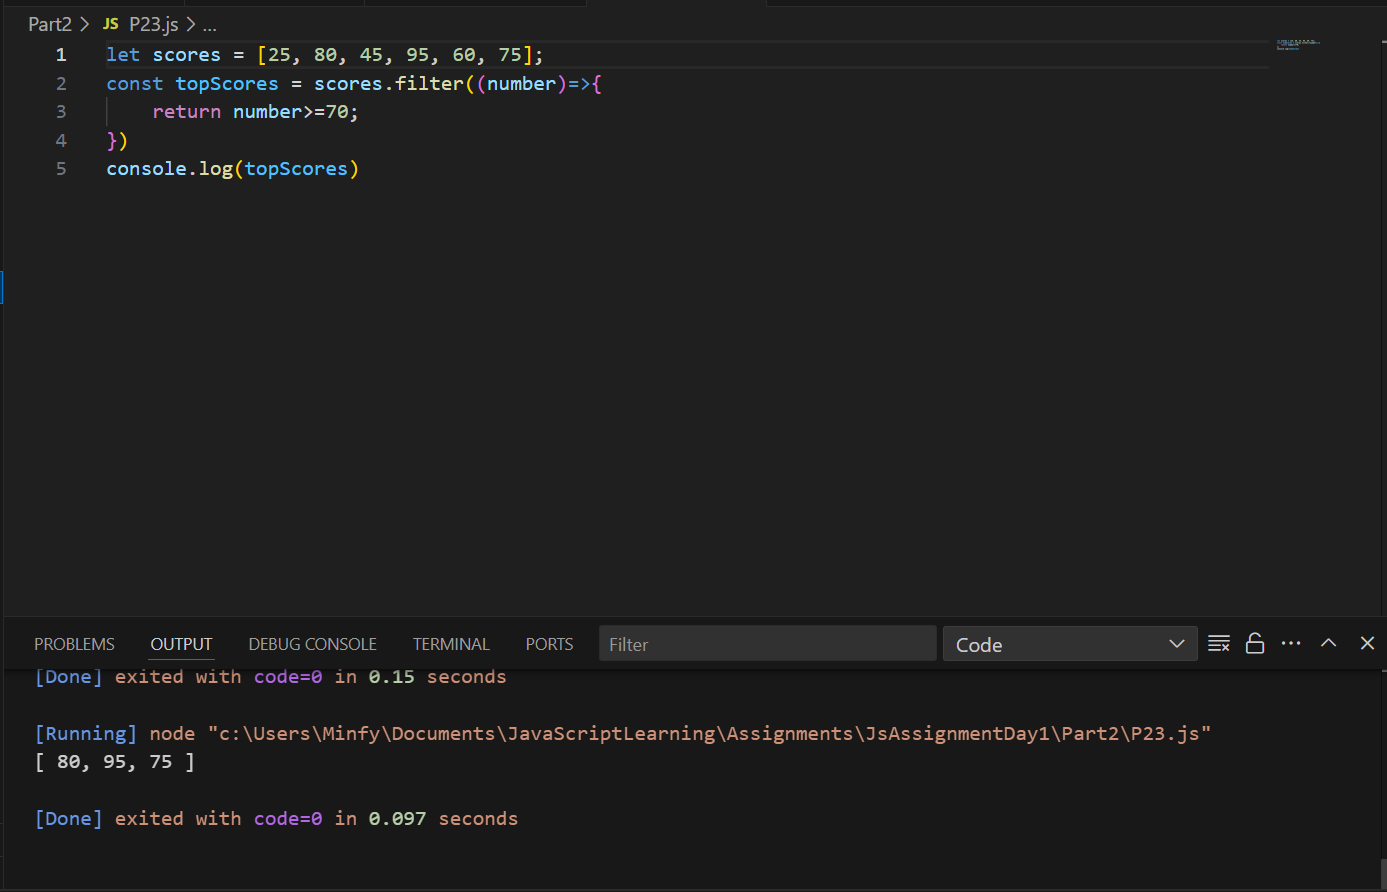 Part2 > JS P23.js > ...
1 let scores = [25, 80, 45, 95, 60, 75];
2 const topScores = scores.filter((number)=>{
3     return number>=70;
4 })
5 console.log(topScores)
PROBLEMS OUTPUT DEBUG CONSOLE TERMINAL PORTS Filter Code
[Done] exited with code=0 in 0.15 seconds
[Running] node "c:\Users\Minfy\Documents\JavaScriptLearning\Assignments\JsAssignmentDay1\Part2\P23.js"
[ 80, 95, 75 ]
[Done] exited with code=0 in 0.097 seconds